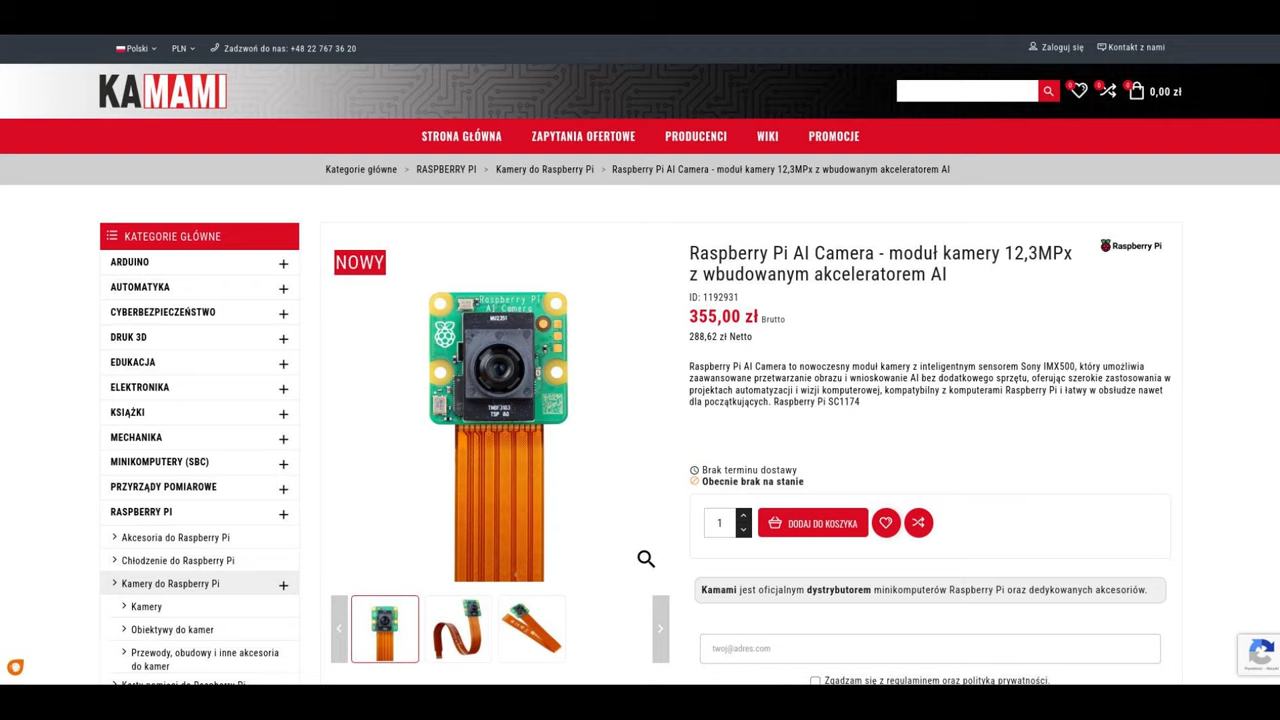 Polski
PLN
Zadzwoń do nas: +48 22 767 36 20
Zaloguj się
Kontakt z nami
KAMAMI
0
0
0
0,00 zł
STRONA GŁÓWNA
ZAPYTANIA OFERTOWE
PRODUCENCI
WIKI
PROMOCJE
Kategorie główne > RASPBERRY PI > Kamery do Raspberry Pi > Raspberry Pi AI Camera - moduł kamery 12,3MPx z wbudowanym akceleratorem AI
KATEGORIE GŁÓWNE
ARDUINO
AUTOMATYKA
CYBERBEZPIECZEŃSTWO
DRUK 3D
EDUKACJA
ELEKTRONIKA
KSIĄŻKI
MECHANIKA
MINIKOMPUTERY (SBC)
PRZYRZĄDY POMIAROWE
RASPBERRY PI
Akcesoria do Raspberry Pi
Chłodzenie do Raspberry Pi
Kamery do Raspberry Pi
Kamery
Obiektywy do kamer
Przewody, obudowy i inne akcesoria
do kamer
Karty pamięci do Raspberry Pi
NOWY
Raspberry Pi
AI Camera
Raspberry Pi AI Camera - moduł kamery 12,3MPx
z wbudowanym akceleratorem AI
Raspberry Pi
ID: 1192931
355,00 zł Brutto
288,62 zł Netto
Raspberry Pi AI Camera to nowoczesny moduł kamery z inteligentnym sensorem Sony IMX500, który umożliwia
zaawansowane przetwarzanie obrazu i wnioskowanie AI bez dodatkowego sprzętu, oferując szerokie zastosowania w
projektach automatyzacji i wizji komputerowej, kompatybilny z komputerami Raspberry Pi i łatwy w obsłudze nawet
dla początkujących. Raspberry Pi SC1174
Brak terminu dostawy
Obecnie brak na stanie
1
DODAJ DO KOSZYKA
Kamami jest oficjalnym dystrybutorem minikomputerów Raspberry Pi oraz dedykowanych akcesoriów.
twoj@adres.com
Zgadzam się z regulaminem oraz polityką prywatności.